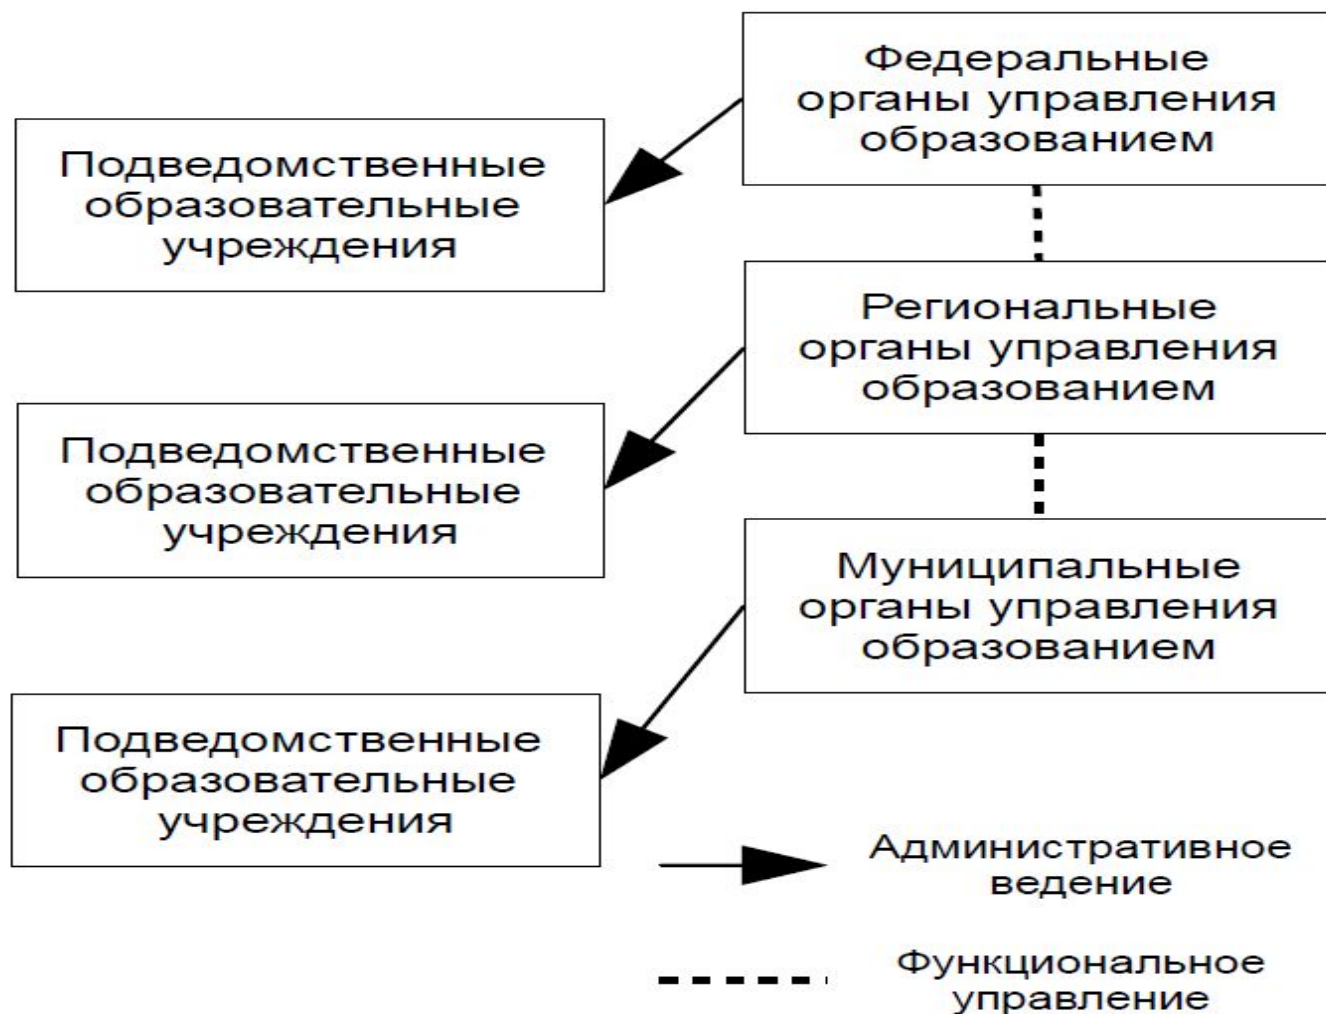 Федеральные
органы управления
образованием
Подведомственные
образовательные
учреждения
Региональные
органы управления
образованием
Подведомственные
образовательные
учреждения
Муниципальные
органы управления
образованием
Подведомственные
образовательные
учреждения
Административное
ведение
Функциональное
управление